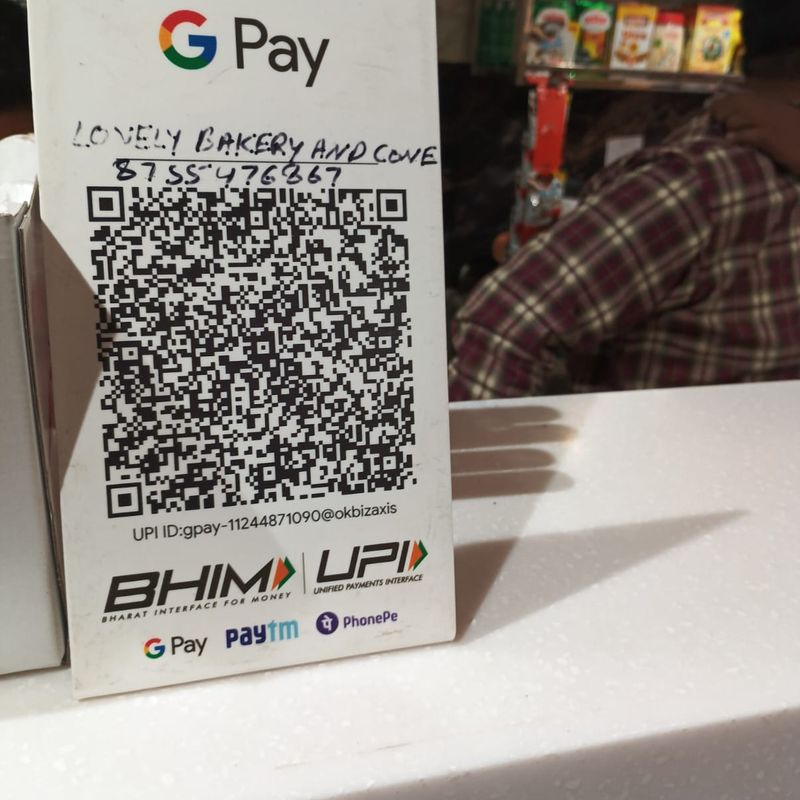 G Pay
LOVELY BAKERY AND CONE
8755476367
UPI ID:gpay-11244871090@okbizaxis
BHIM UPI
BHARAT INTERFACE FOR MONEY UNIFIED PAYMENTS INTERFACE
G Pay paytm पे PhonePe